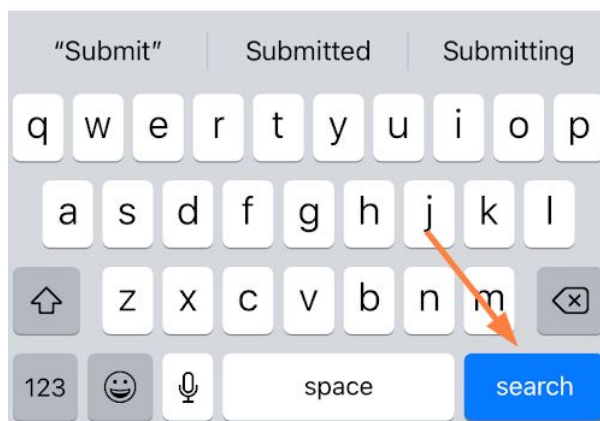 “Submit” Submitted Submitting
q w e r t y u i o p
a s d f g h j k l
z x c v b n m
123 space search